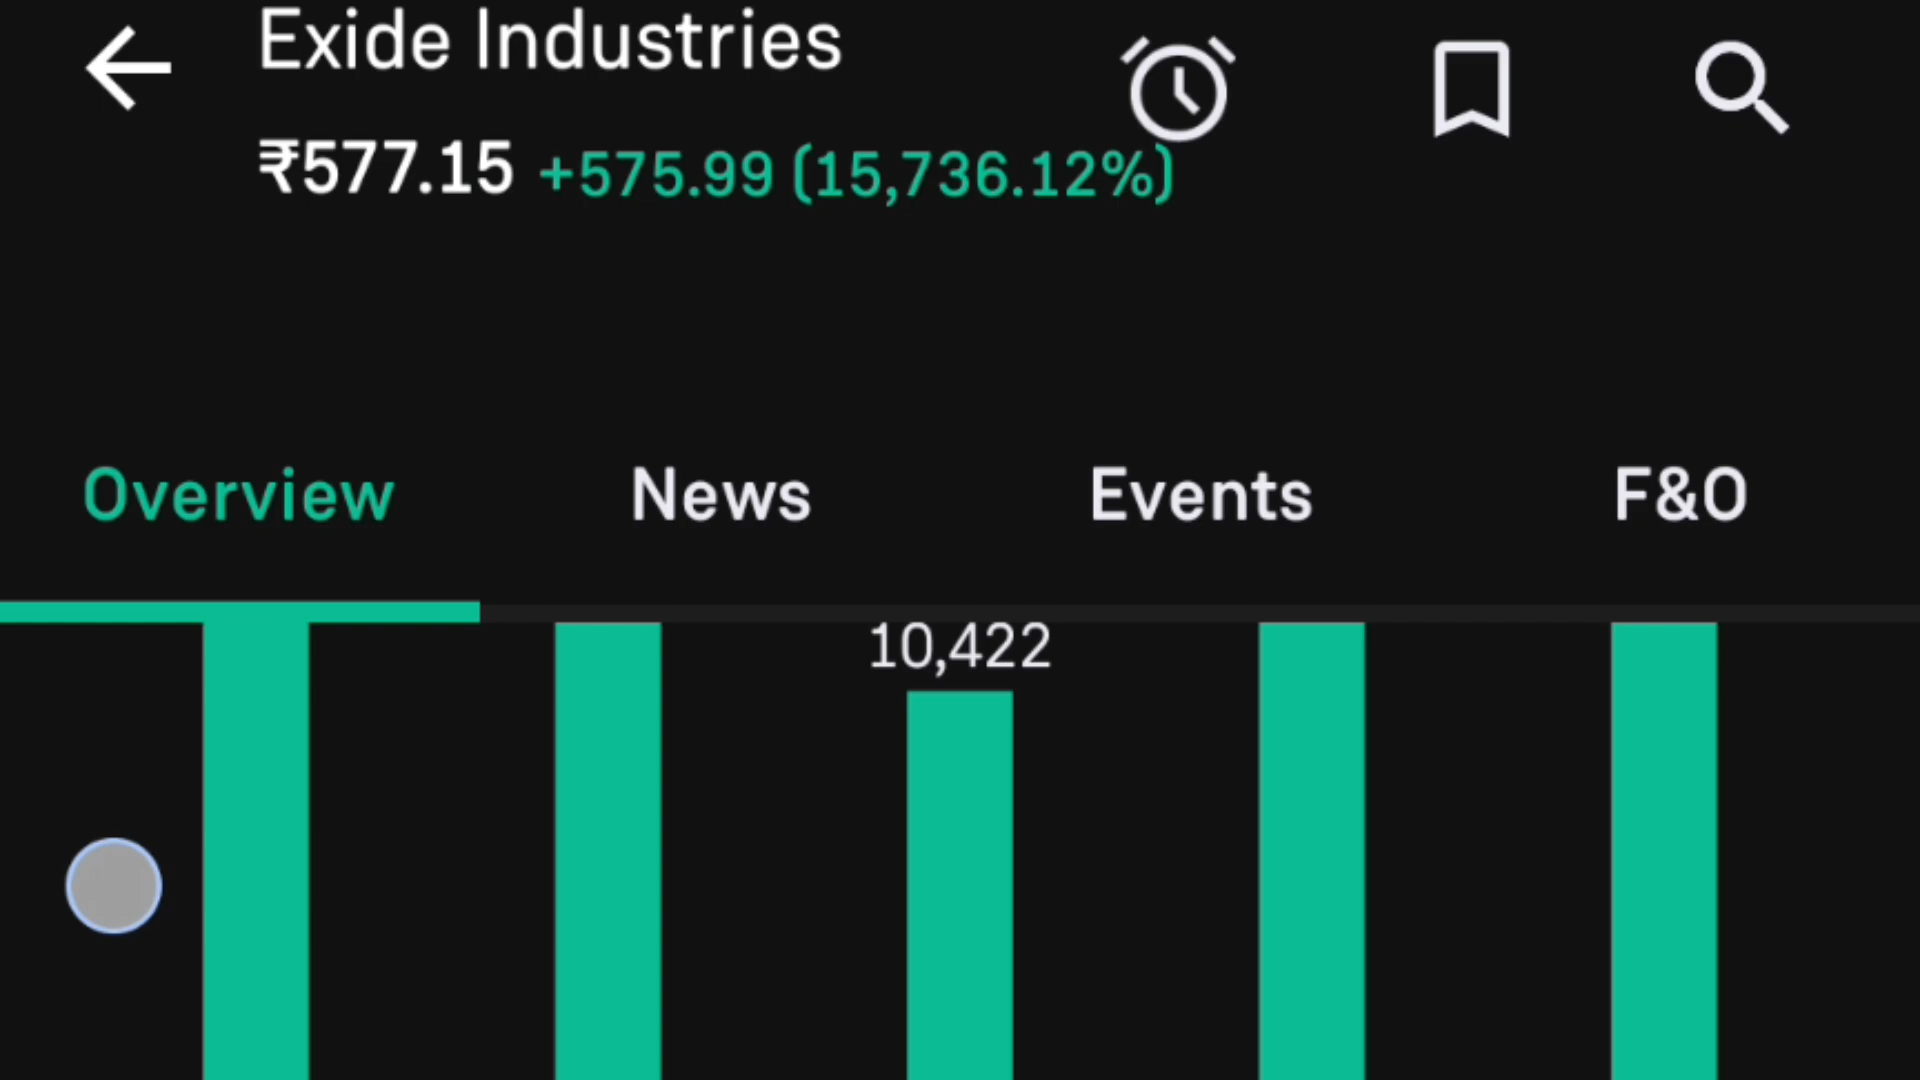 Exide Industries
₹577.15 +575.99 (15,736.12%)
Overview News Events F&O
10,422